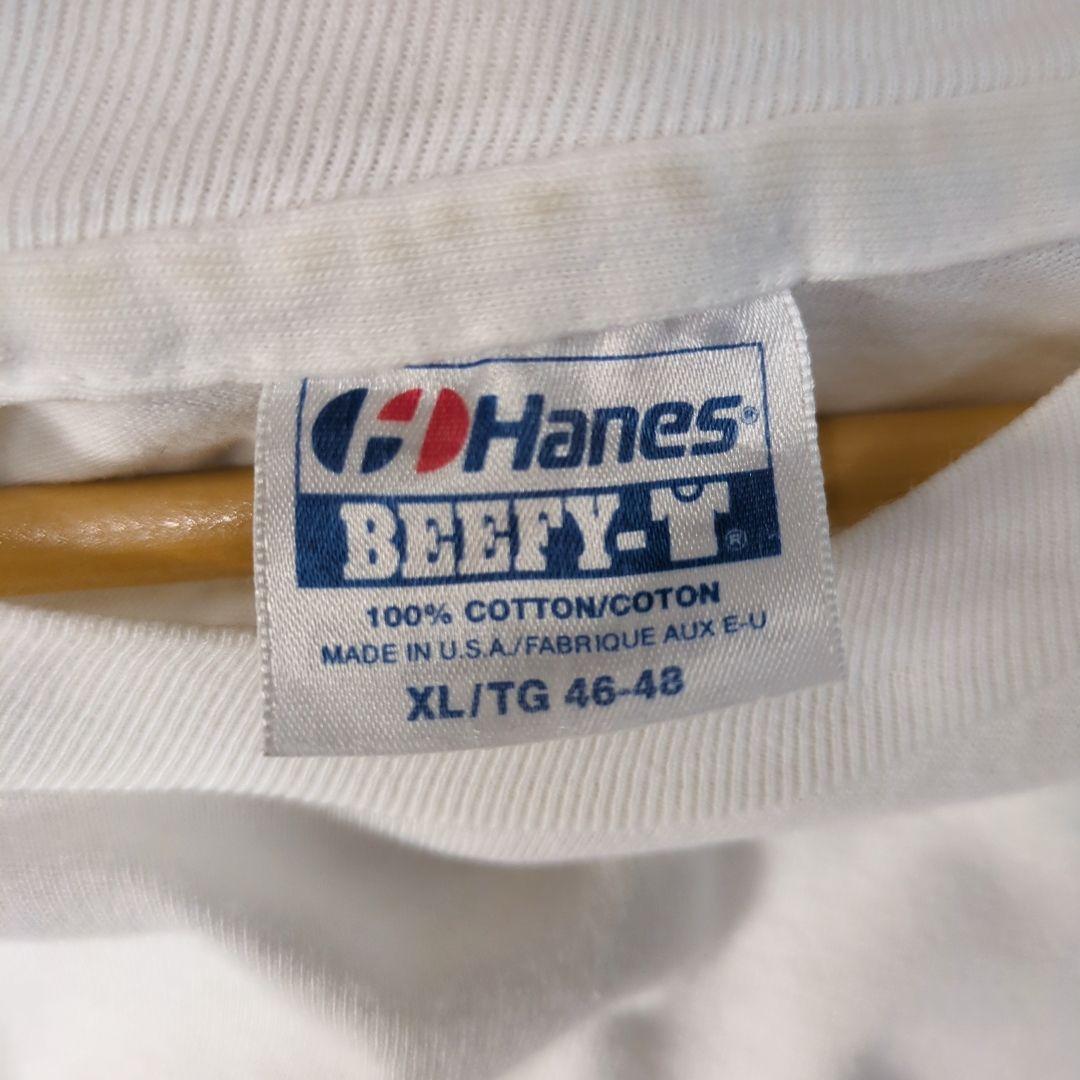 Hanes®
BEEFY-T®
100% COTTON/COTON
MADE IN U.S.A./FABRIQUE AUX E-U
XL/TG 46-48